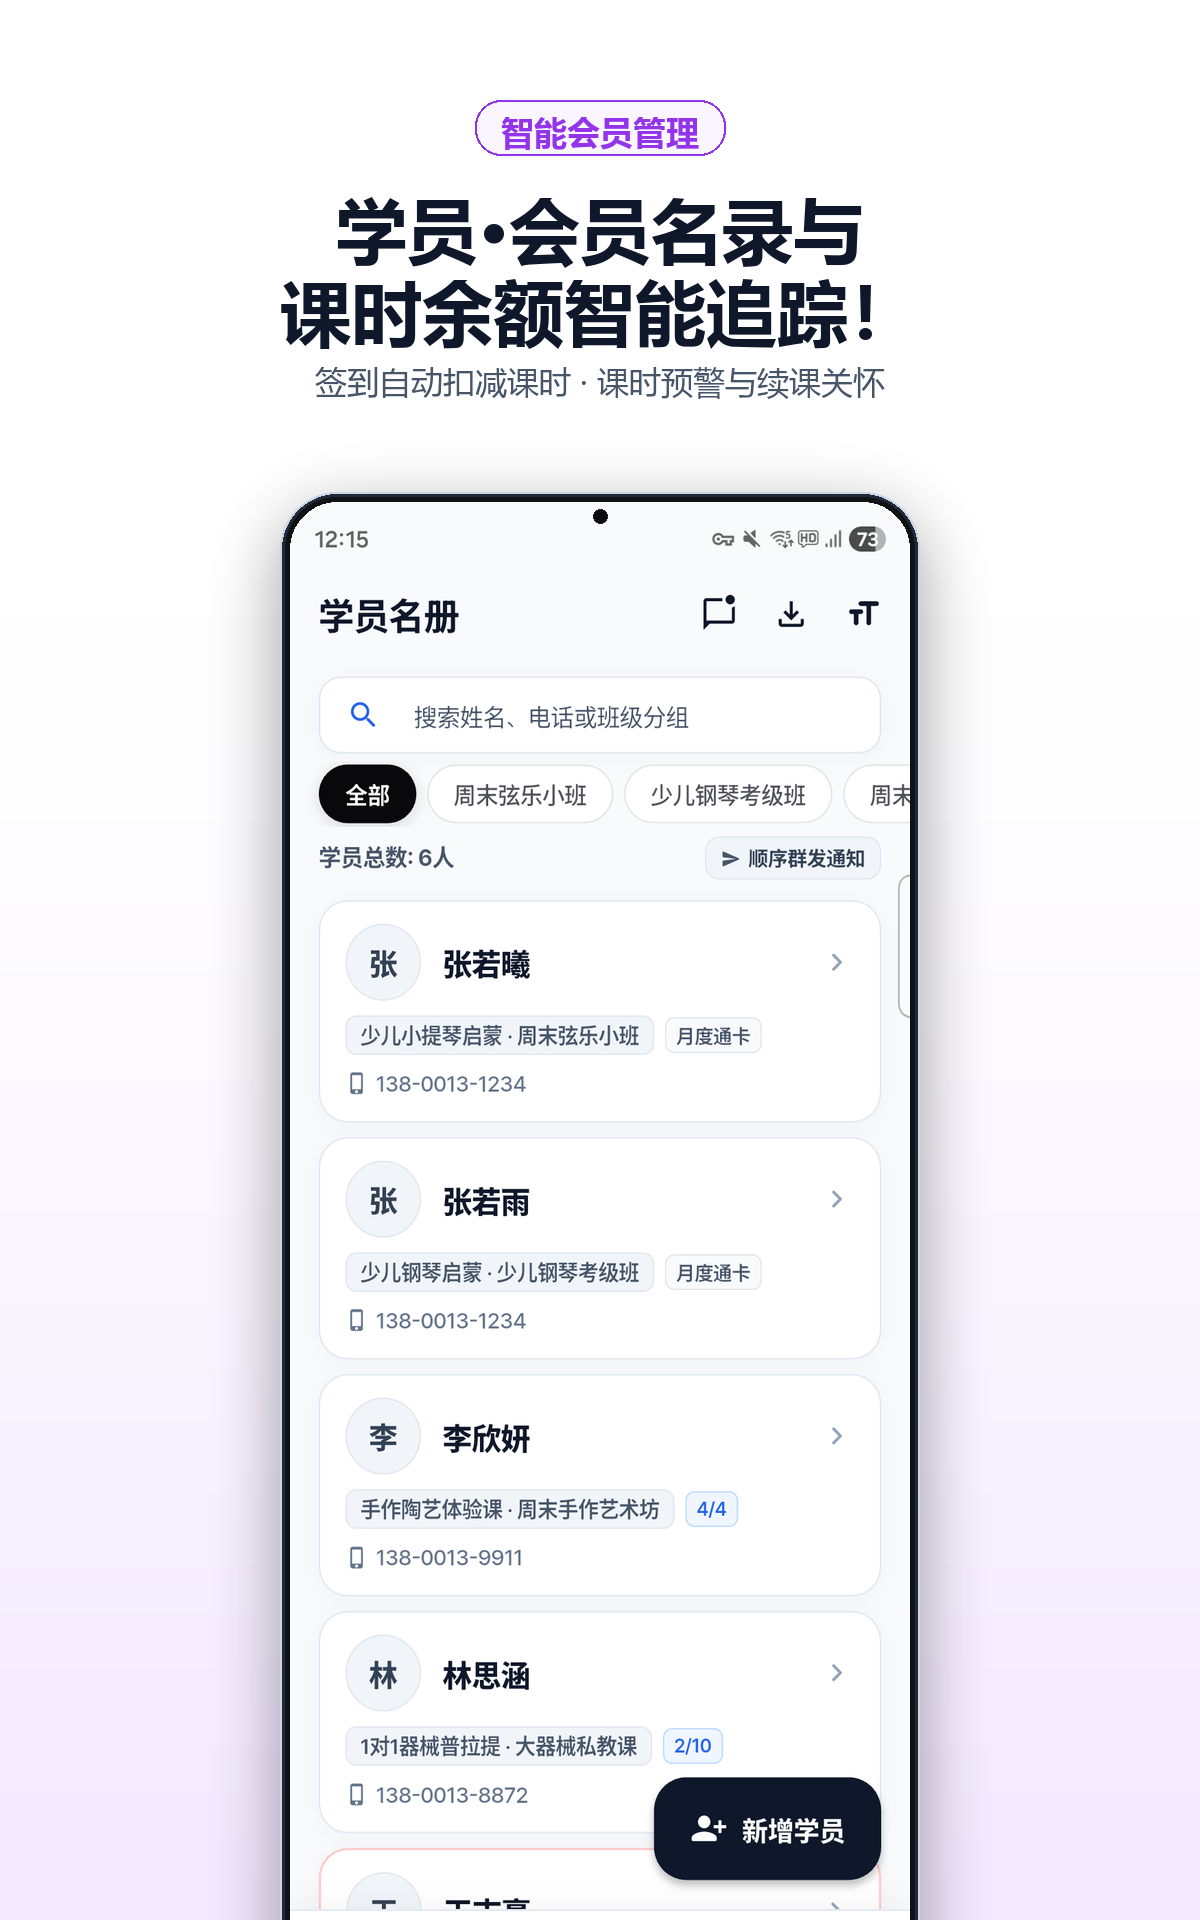 智能会员管理
学员•会员名录与
课时余额智能追踪！
签到自动扣减课时 · 课时预警与续课关怀
12:15
HD
73
学员名册
搜索姓名、电话或班级分组
全部
周末弦乐小班
少儿钢琴考级班
周末
学员总数: 6人
顺序群发通知
张
张若曦
少儿小提琴启蒙 · 周末弦乐小班
月度通卡
138-0013-1234
张
张若雨
少儿钢琴启蒙 · 少儿钢琴考级班
月度通卡
138-0013-1234
李
李欣妍
手作陶艺体验课 · 周末手作艺术坊
4/4
138-0013-9911
林
林思涵
1对1器械普拉提 · 大器械私教课
2/10
138-0013-8872
新增学员